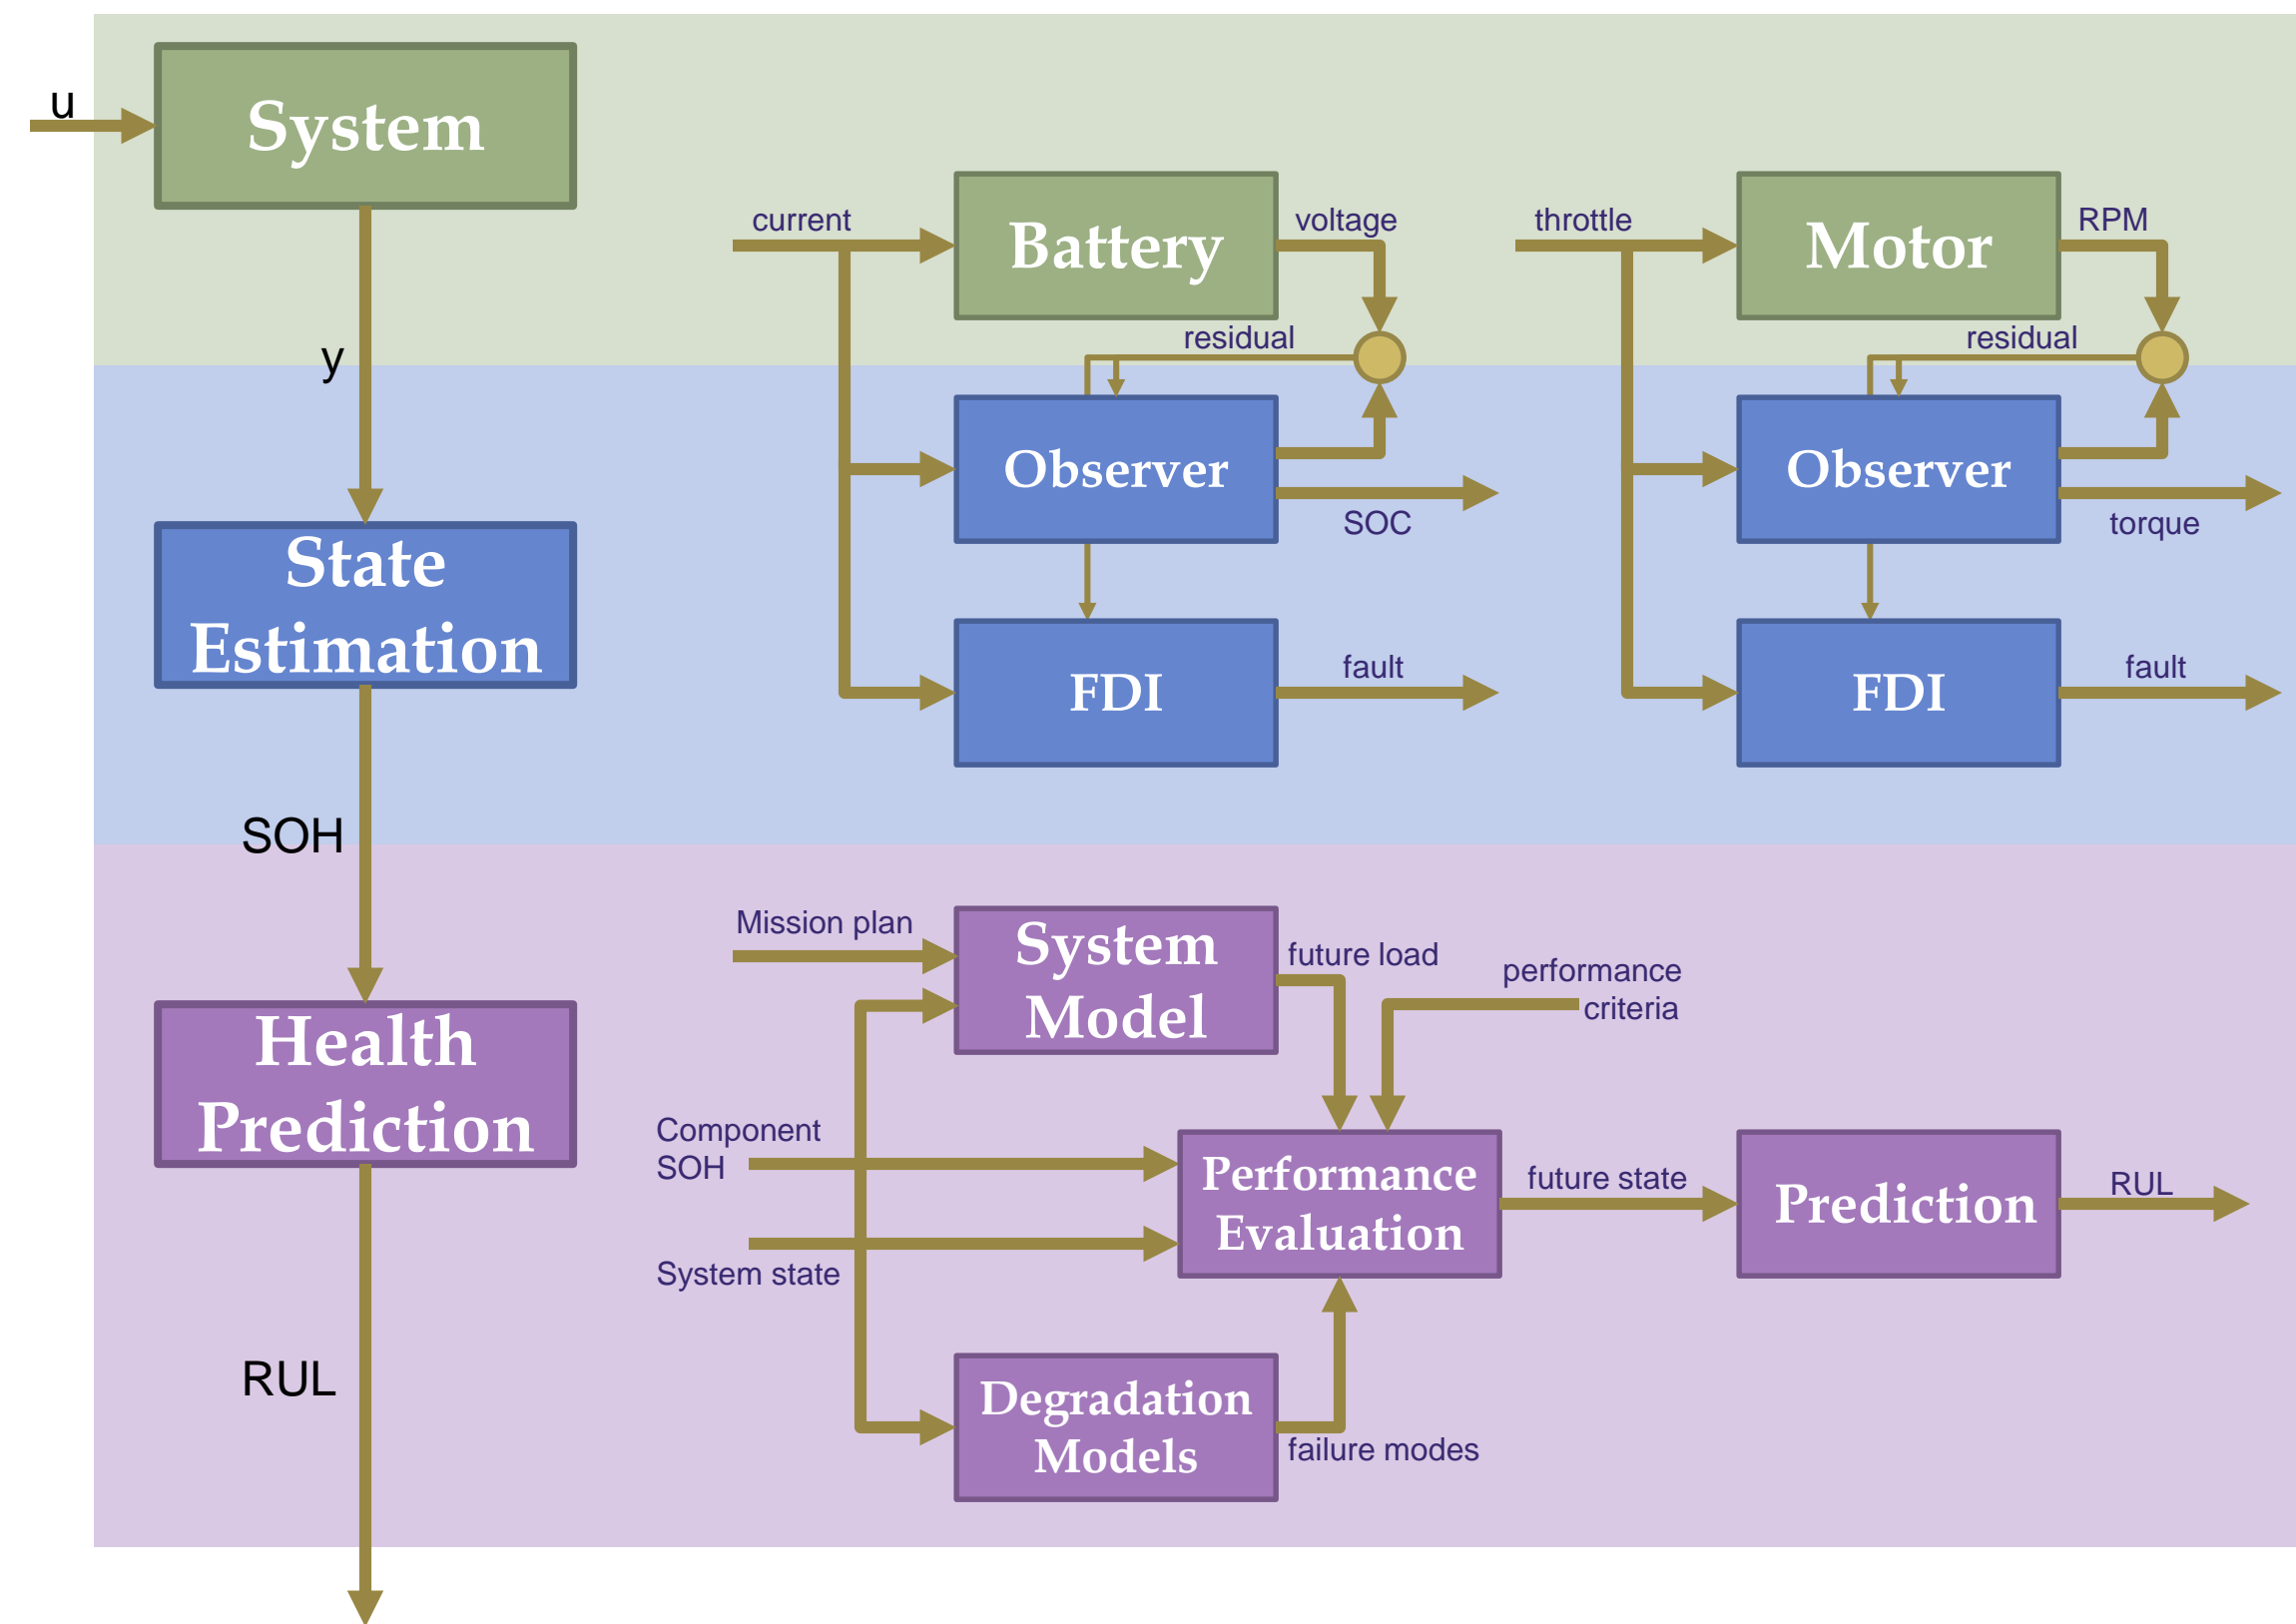 u
System
y
State
Estimation
SOH
Health
Prediction
RUL
current
Battery
voltage
residual
Observer
SOC
FDI
fault
throttle
Motor
RPM
residual
Observer
torque
FDI
fault
Mission plan
System
Model
future load
performance
criteria
Component
SOH
System state
Performance
Evaluation
future state
Prediction
RUL
Degradation
Models
failure modes